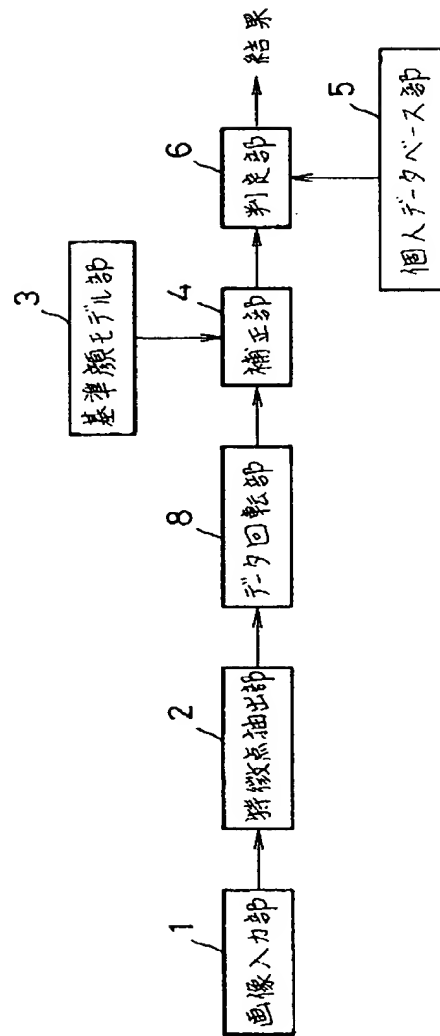 1
画像入力部
2
特徴点抽出部
8
データ回転部
3
基準顔モデル部
4
補正部
6
判定部
結果
5
個人データベース部